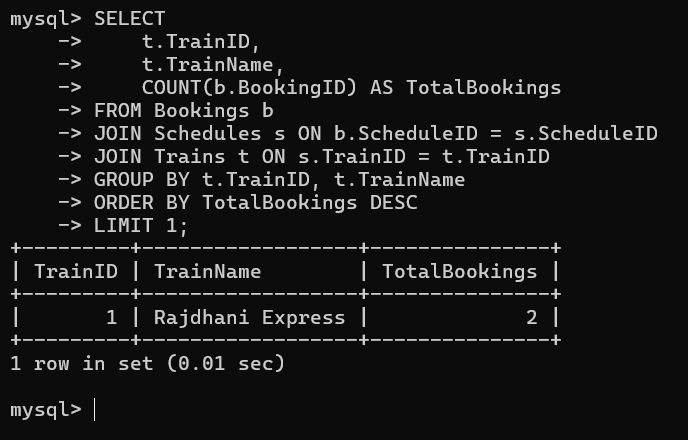 mysql> SELECT
    ->     t.TrainID,
    ->     t.TrainName,
    ->     COUNT(b.BookingID) AS TotalBookings
    -> FROM Bookings b
    -> JOIN Schedules s ON b.ScheduleID = s.ScheduleID
    -> JOIN Trains t ON s.TrainID = t.TrainID
    -> GROUP BY t.TrainID, t.TrainName
    -> ORDER BY TotalBookings DESC
    -> LIMIT 1;
+---------+------------------+---------------+
| TrainID | TrainName        | TotalBookings |
+---------+------------------+---------------+
|       1 | Rajdhani Express |             2 |
+---------+------------------+---------------+
1 row in set (0.01 sec)

mysql>